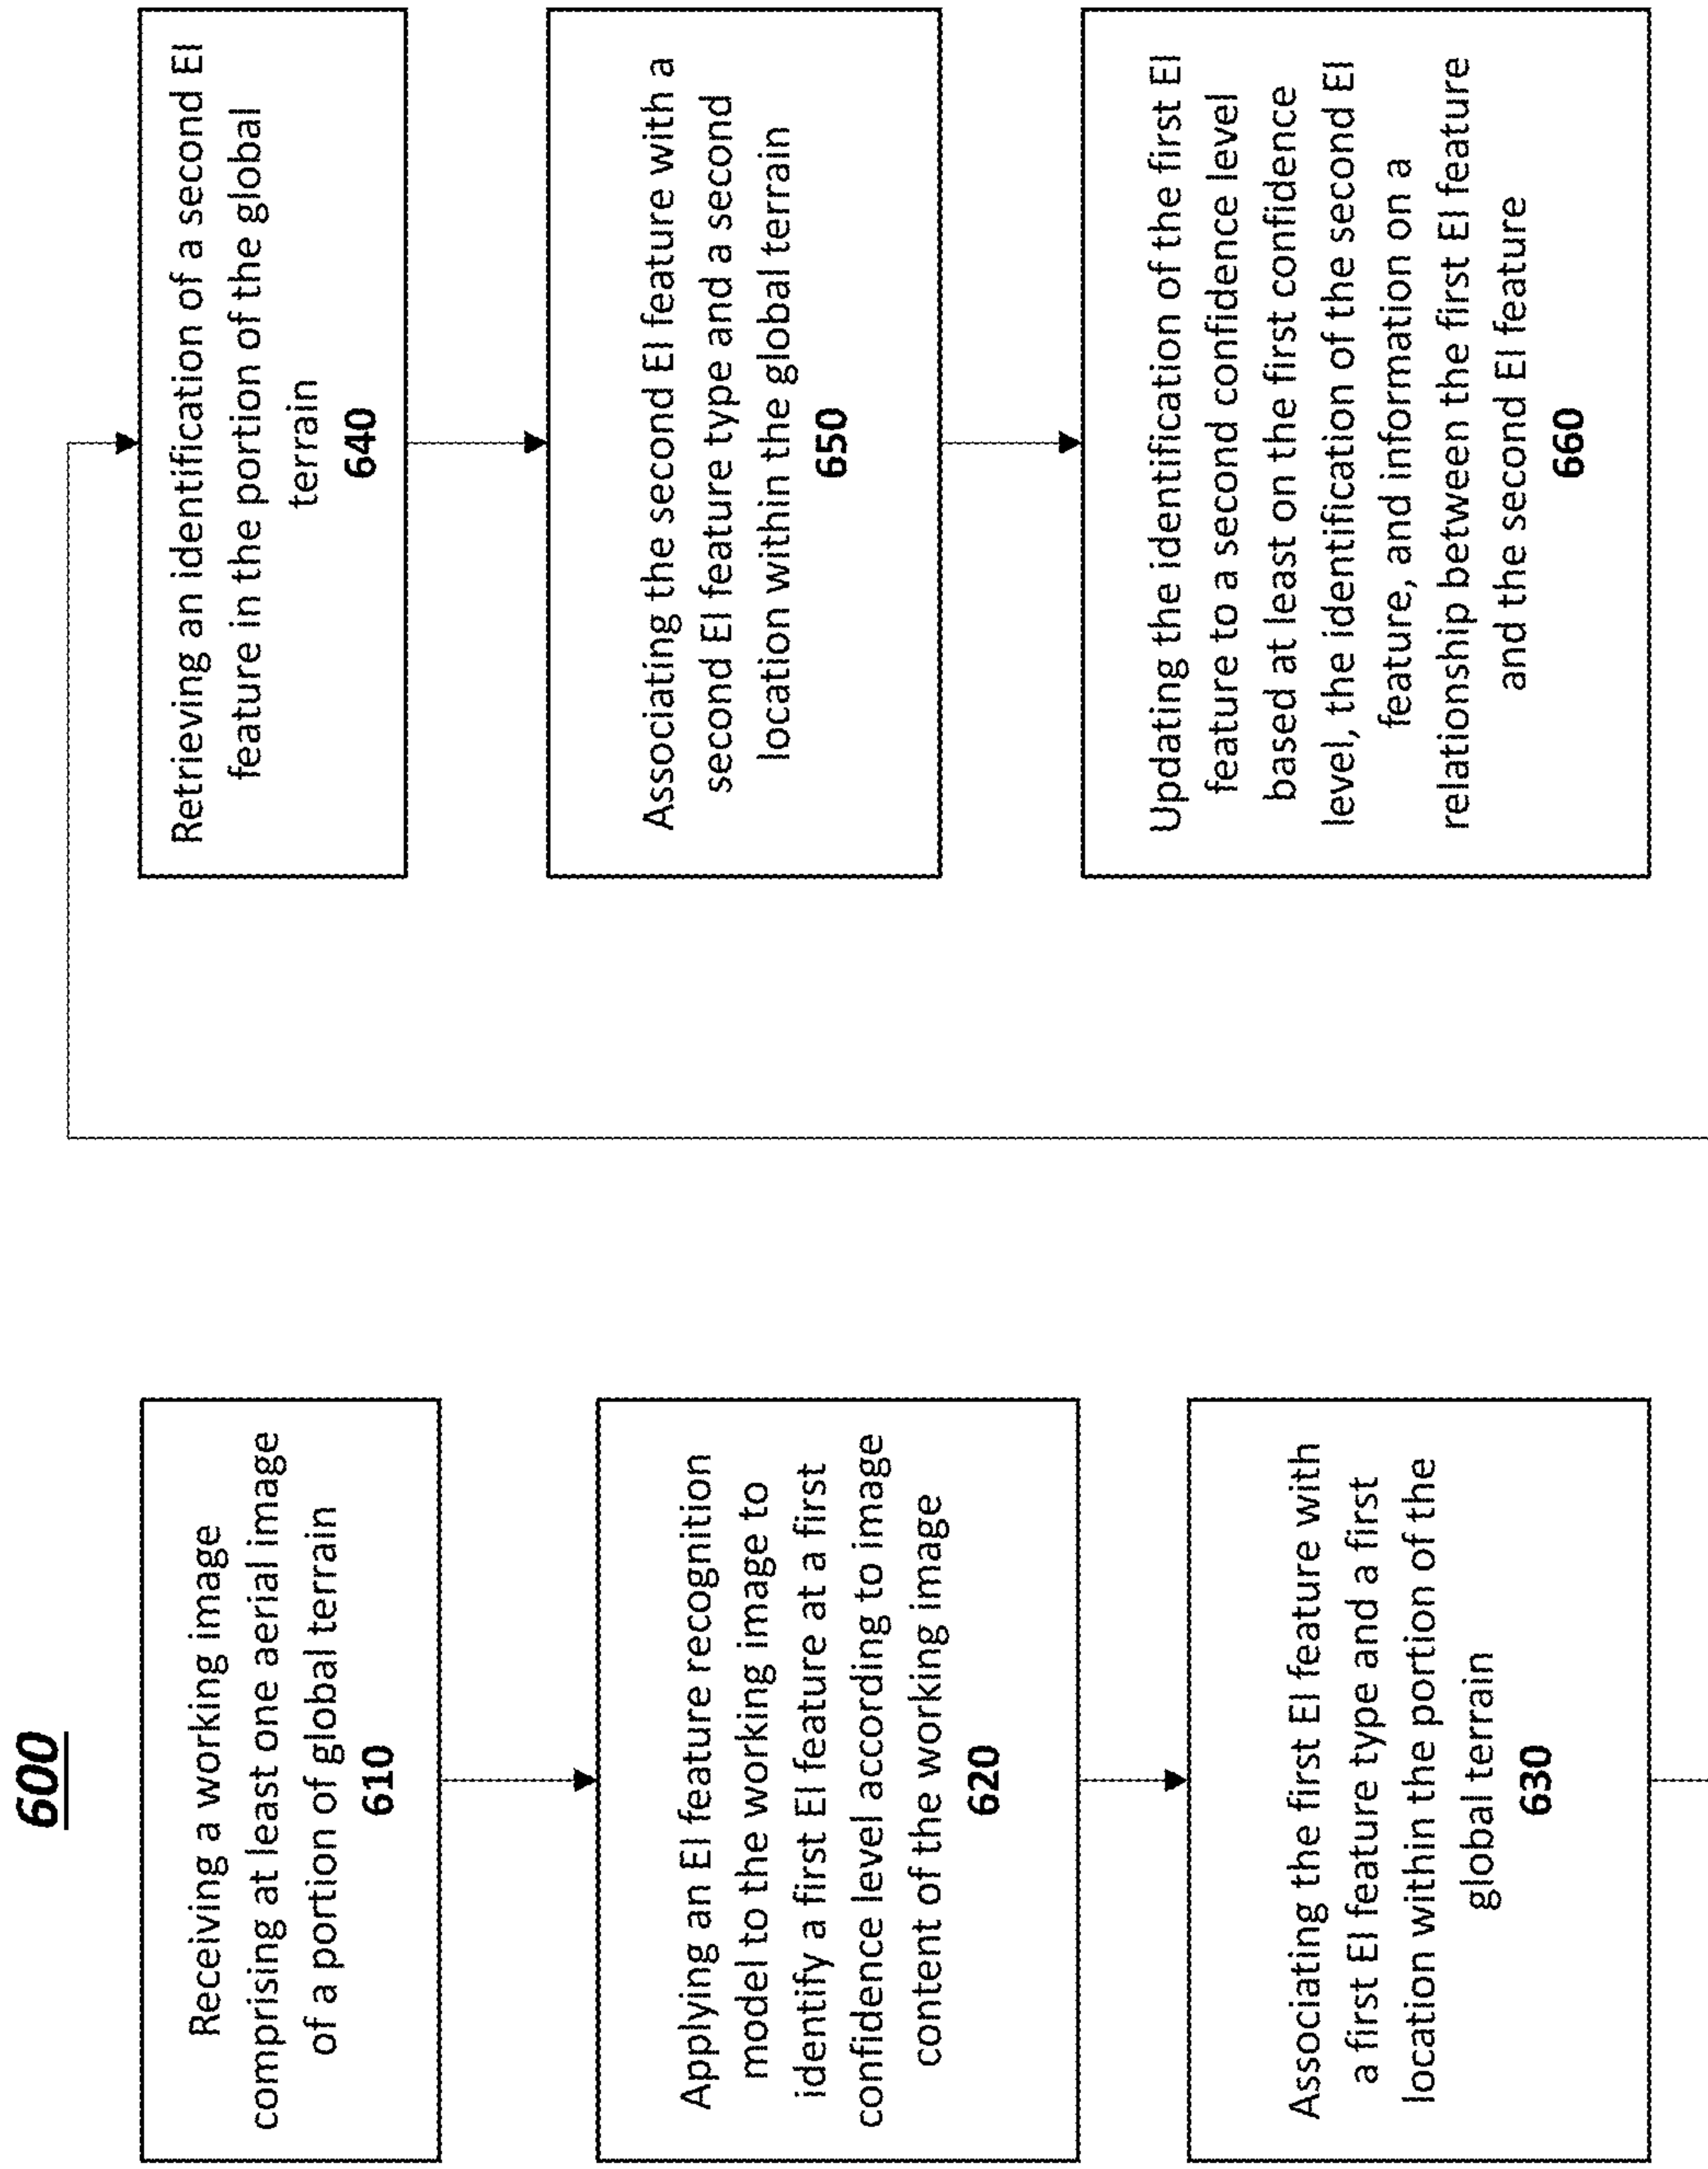 600
Receiving a working image
comprising at least one aerial image
of a portion of global terrain
610
Applying an EI feature recognition
model to the working image to
identify a first EI feature at a first
confidence level according to image
content of the working image
620
Associating the first EI feature with
a first EI feature type and a first
location within the portion of the
global terrain
630
Retrieving an identification of a second EI
feature in the portion of the global
terrain
640
Associating the second EI feature with a
second EI feature type and a second
location within the global terrain
650
Updating the identification of the first EI
feature to a second confidence level
based at least on the first confidence
level, the identification of the second EI
feature, and information on a
relationship between the first EI feature
and the second EI feature
660